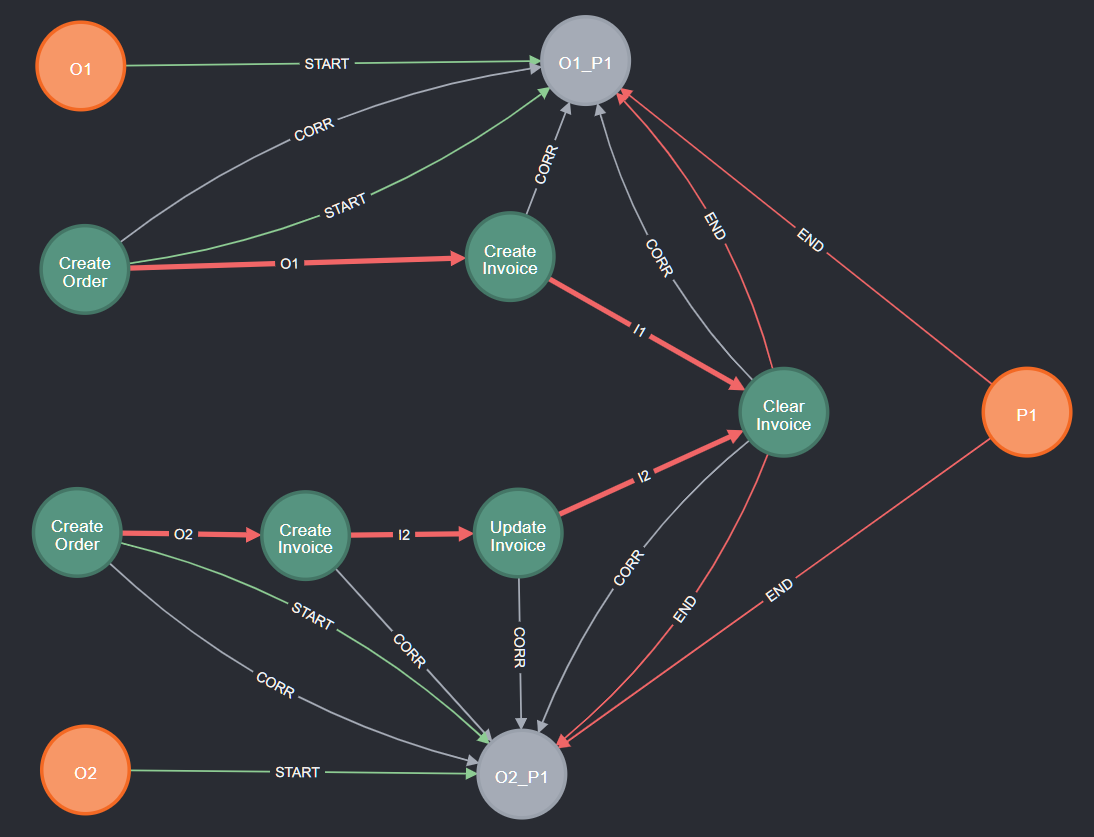 O1
START
O1_P1
CORR
START
CORR
Create
Order
O1
Create
Invoice
CORR
END
END
I1
Clear
Invoice
P1
I2
Create
Order
O2
Create
Invoice
I2
Update
Invoice
START
CORR
CORR
CORR
CORR
END
END
O2
START
O2_P1